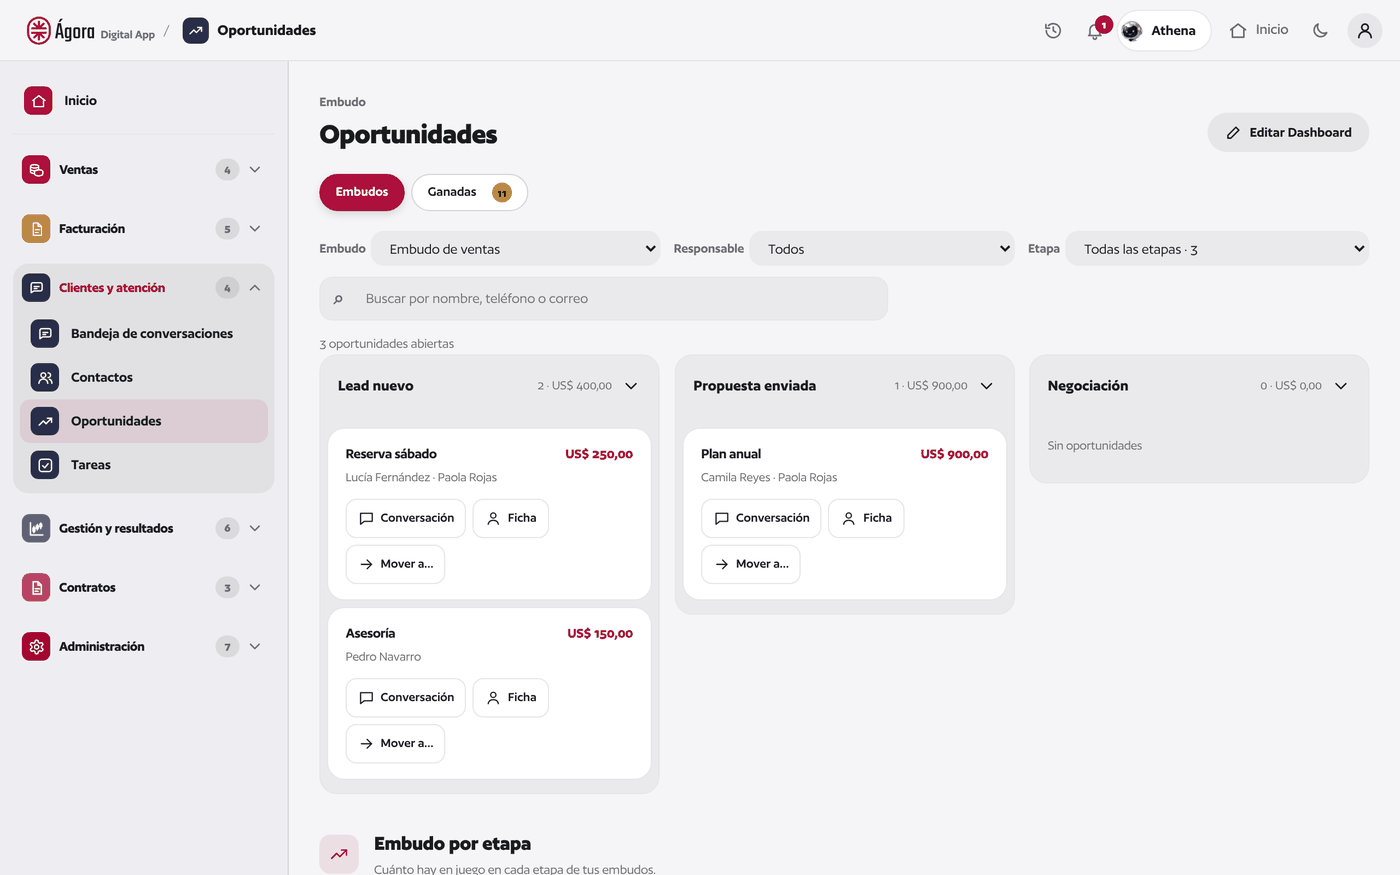 Ágora Digital App / Oportunidades
1
Athena
Inicio
Inicio
Ventas 4
Facturación 5
Clientes y atención 4
Bandeja de conversaciones
Contactos
Oportunidades
Tareas
Gestión y resultados 6
Contratos 3
Administración 7
Embudo
Oportunidades
Editar Dashboard
Embudos
Ganadas 11
Embudo Embudo de ventas
Responsable Todos
Etapa Todas las etapas · 3
Buscar por nombre, teléfono o correo
3 oportunidades abiertas
Lead nuevo 2 · US$ 400,00
Reserva sábado US$ 250,00
Lucía Fernández · Paola Rojas
Conversación Ficha
Mover a...
Asesoría US$ 150,00
Pedro Navarro
Conversación Ficha
Mover a...
Propuesta enviada 1 · US$ 900,00
Plan anual US$ 900,00
Camila Reyes · Paola Rojas
Conversación Ficha
Mover a...
Negociación 0 · US$ 0,00
Sin oportunidades
Embudo por etapa
Cuánto hay en juego en cada etapa de tus embudos.